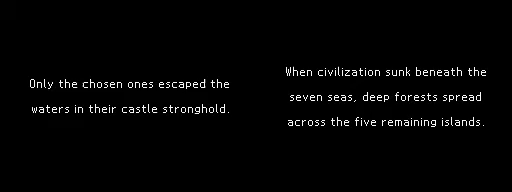 Only the chosen ones escaped the
waters in their castle stronghold.
When civilization sunk beneath the
seven seas, deep forests spread
across the five remaining islands.